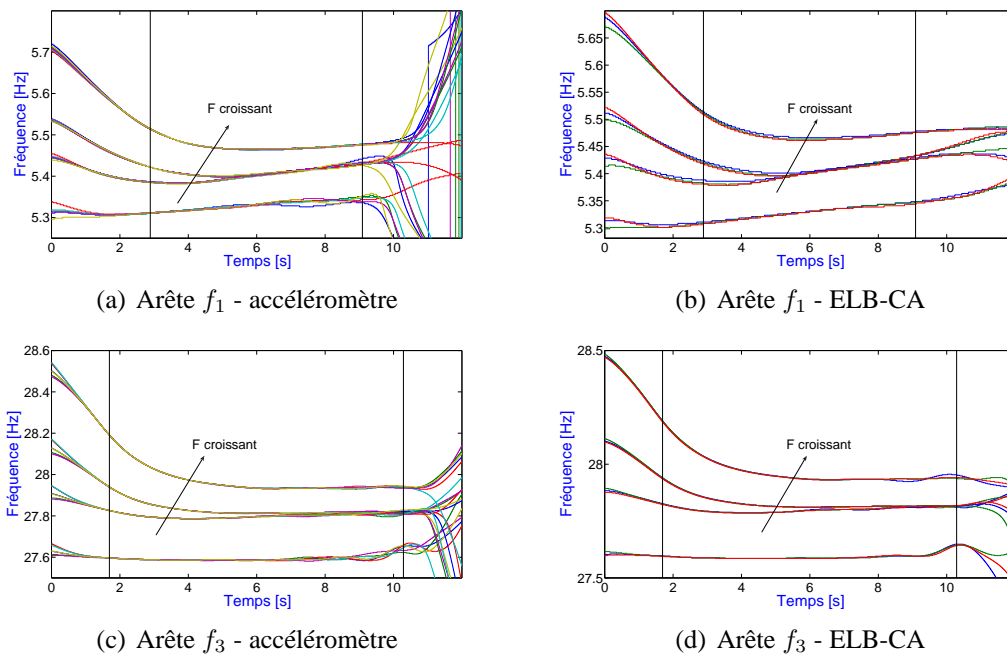 5.7
5.6
5.5
5.4
5.3
Fréquence [Hz]
F croissant
0 2 4 6 8 10
Temps [s]
(a) Arête f1 - accéléromètre
5.65
5.6
5.55
5.5
5.45
5.4
5.35
5.3
Fréquence [Hz]
F croissant
0 2 4 6 8 10
Temps [s]
(b) Arête f1 - ELB-CA
28.6
28.4
28.2
28
27.8
27.6
Fréquence [Hz]
F croissant
0 2 4 6 8 10 12
Temps [s]
(c) Arête f3 - accéléromètre
28.5
28
27.5
Fréquence [Hz]
F croissant
0 2 4 6 8 10
Temps [s]
(d) Arête f3 - ELB-CA